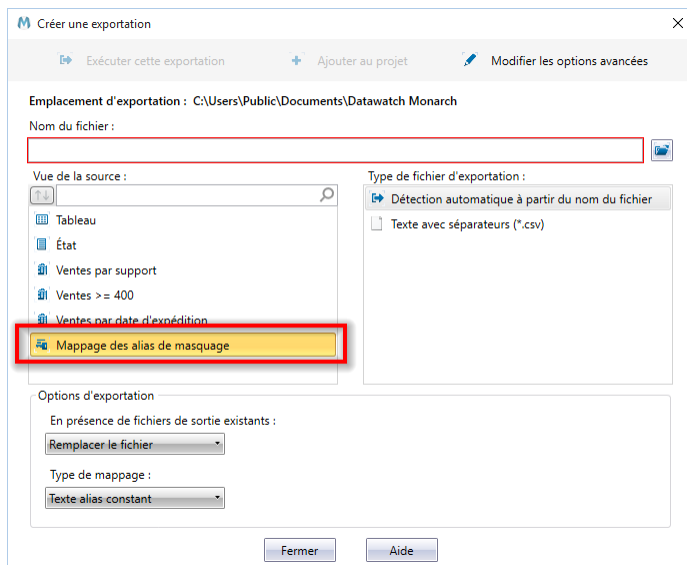 Créer une exportation
Exécuter cette exportation
Ajouter au projet
Modifier les options avancées
Emplacement d'exportation : C:\Users\Public\Documents\Datawatch Monarch
Nom du fichier :
Vue de la source :
Type de fichier d'exportation :
Détection automatique à partir du nom du fichier
Texte avec séparateurs (*.csv)
Tableau
État
Ventes par support
Ventes >= 400
Ventes par date d'expédition
Mappage des alias de masquage
Options d'exportation
En présence de fichiers de sortie existants :
Remplacer le fichier
Type de mappage :
Texte alias constant
Fermer
Aide